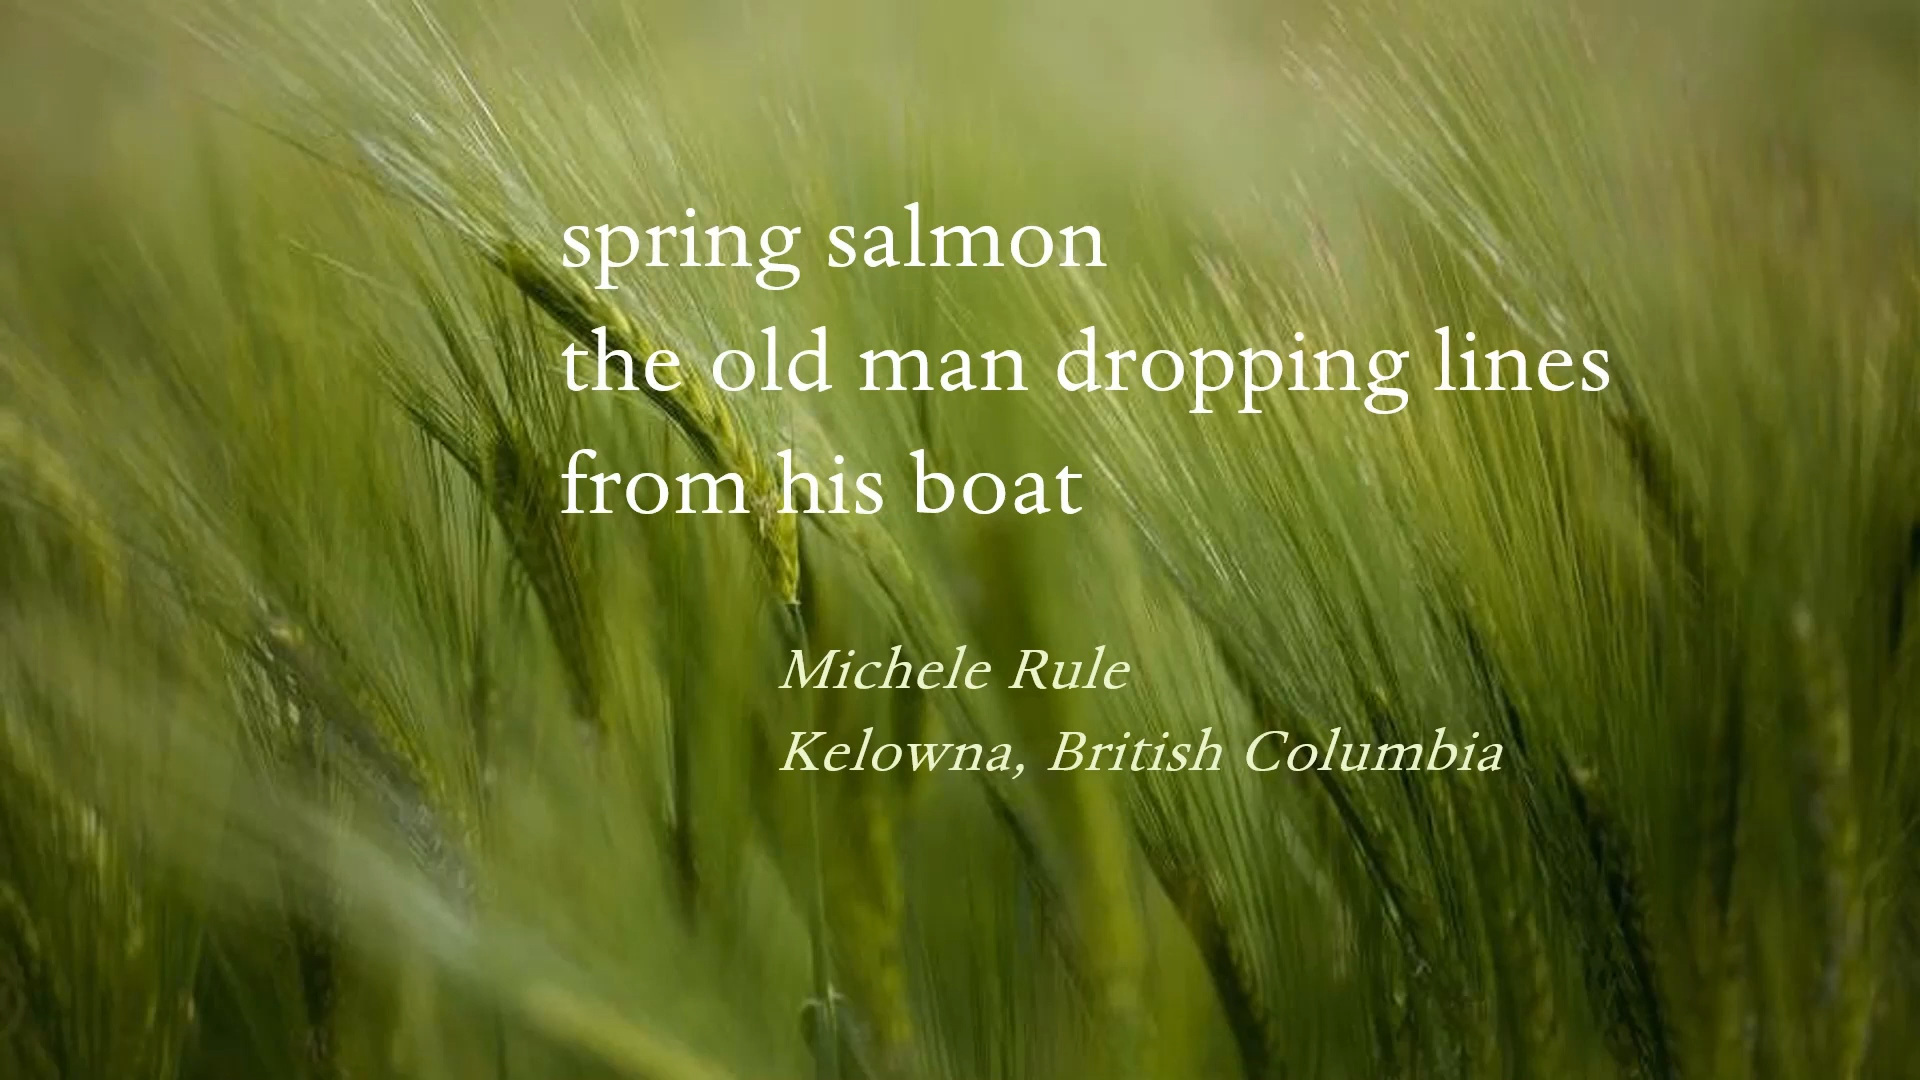 spring salmon
the old man dropping lines
from his boat
Michele Rule
Kelowna, British Columbia